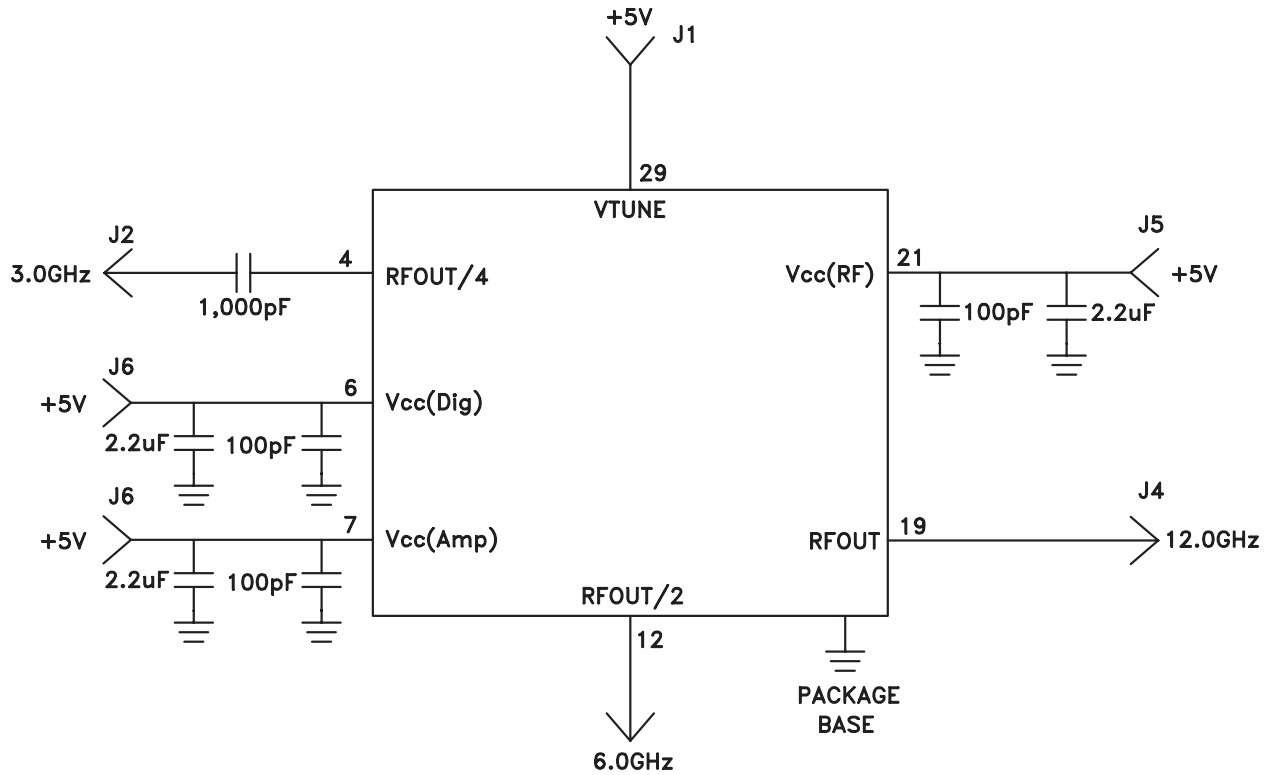 +5V
J1
29
VTUNE
J2
3.0GHz
1,000pF
4
RFOUT/4
J6
+5V
6
Vcc(Dig)
2.2uF
100pF
J6
+5V
7
Vcc(Amp)
2.2uF
100pF
RFOUT/2
12
6.0GHz
Vcc(RF)
21
J5
+5V
100pF
2.2uF
RFOUT
19
J4
12.0GHz
PACKAGE
BASE